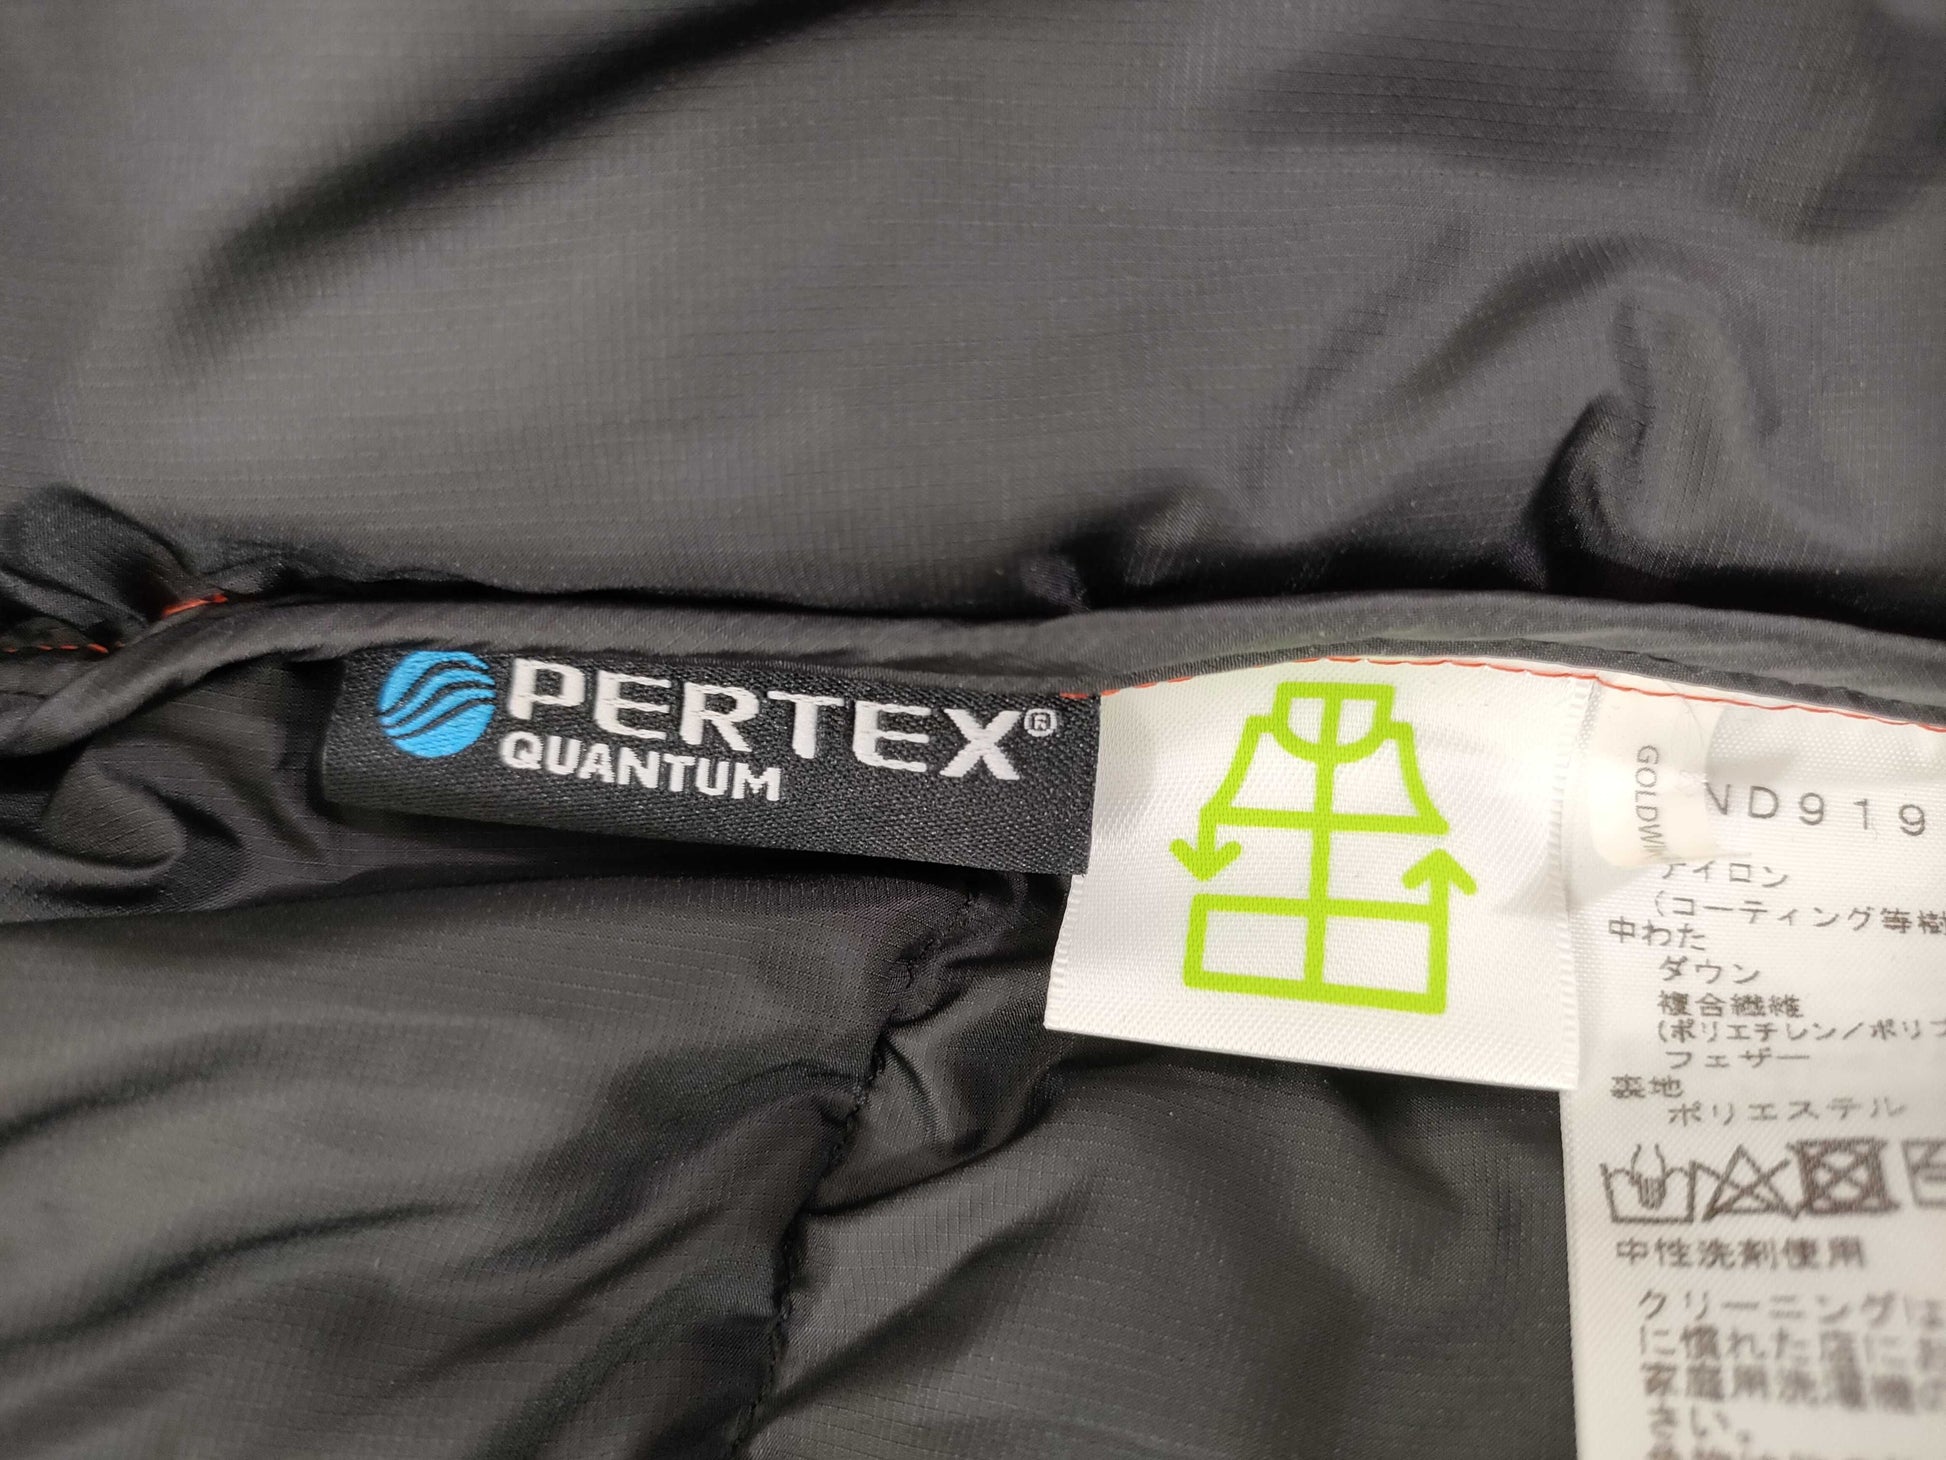 PERTEX®
QUANTUM
GOLDWI
ND919
ナイロン
(コーティング等樹
中わた
ダウン
複合繊維
(ポリエチレン/ポリプ
フェザー
裏地
ポリエステル
中性洗剤使用
クリーニングは
に慣れた店にお
家庭用洗濯機の
さい。